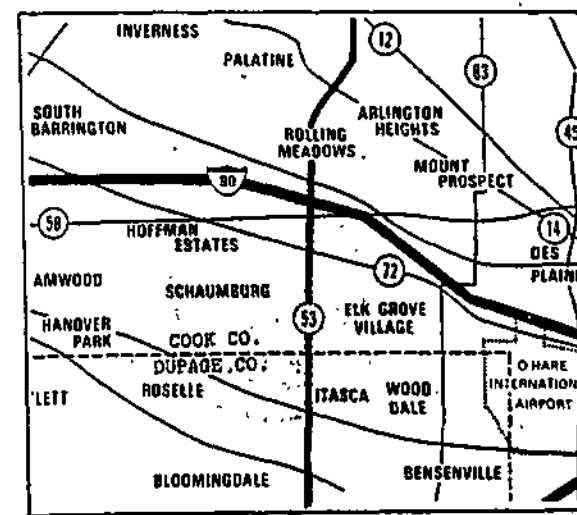 INVERNESS
12
PALATINE
83
SOUTH
BARRINGTON
ARLINGTON
HEIGHTS
45
ROLLING
MEADOWS
MOUNT
PROSPECT
90
58
HOFFMAN
ESTATES
14
DES
PLAINE
72
AMWOOD
SCHAUMBURG
53
ELK GROVE
VILLAGE
HANOVER
PARK
COOK CO.
DUPAGE CO.
O'HARE
INTERNATION
AIRPORT
LETT
ROSELLE
ITASCA
WOOD
DALE
BLOOMINGDALE
BENSENVILLE